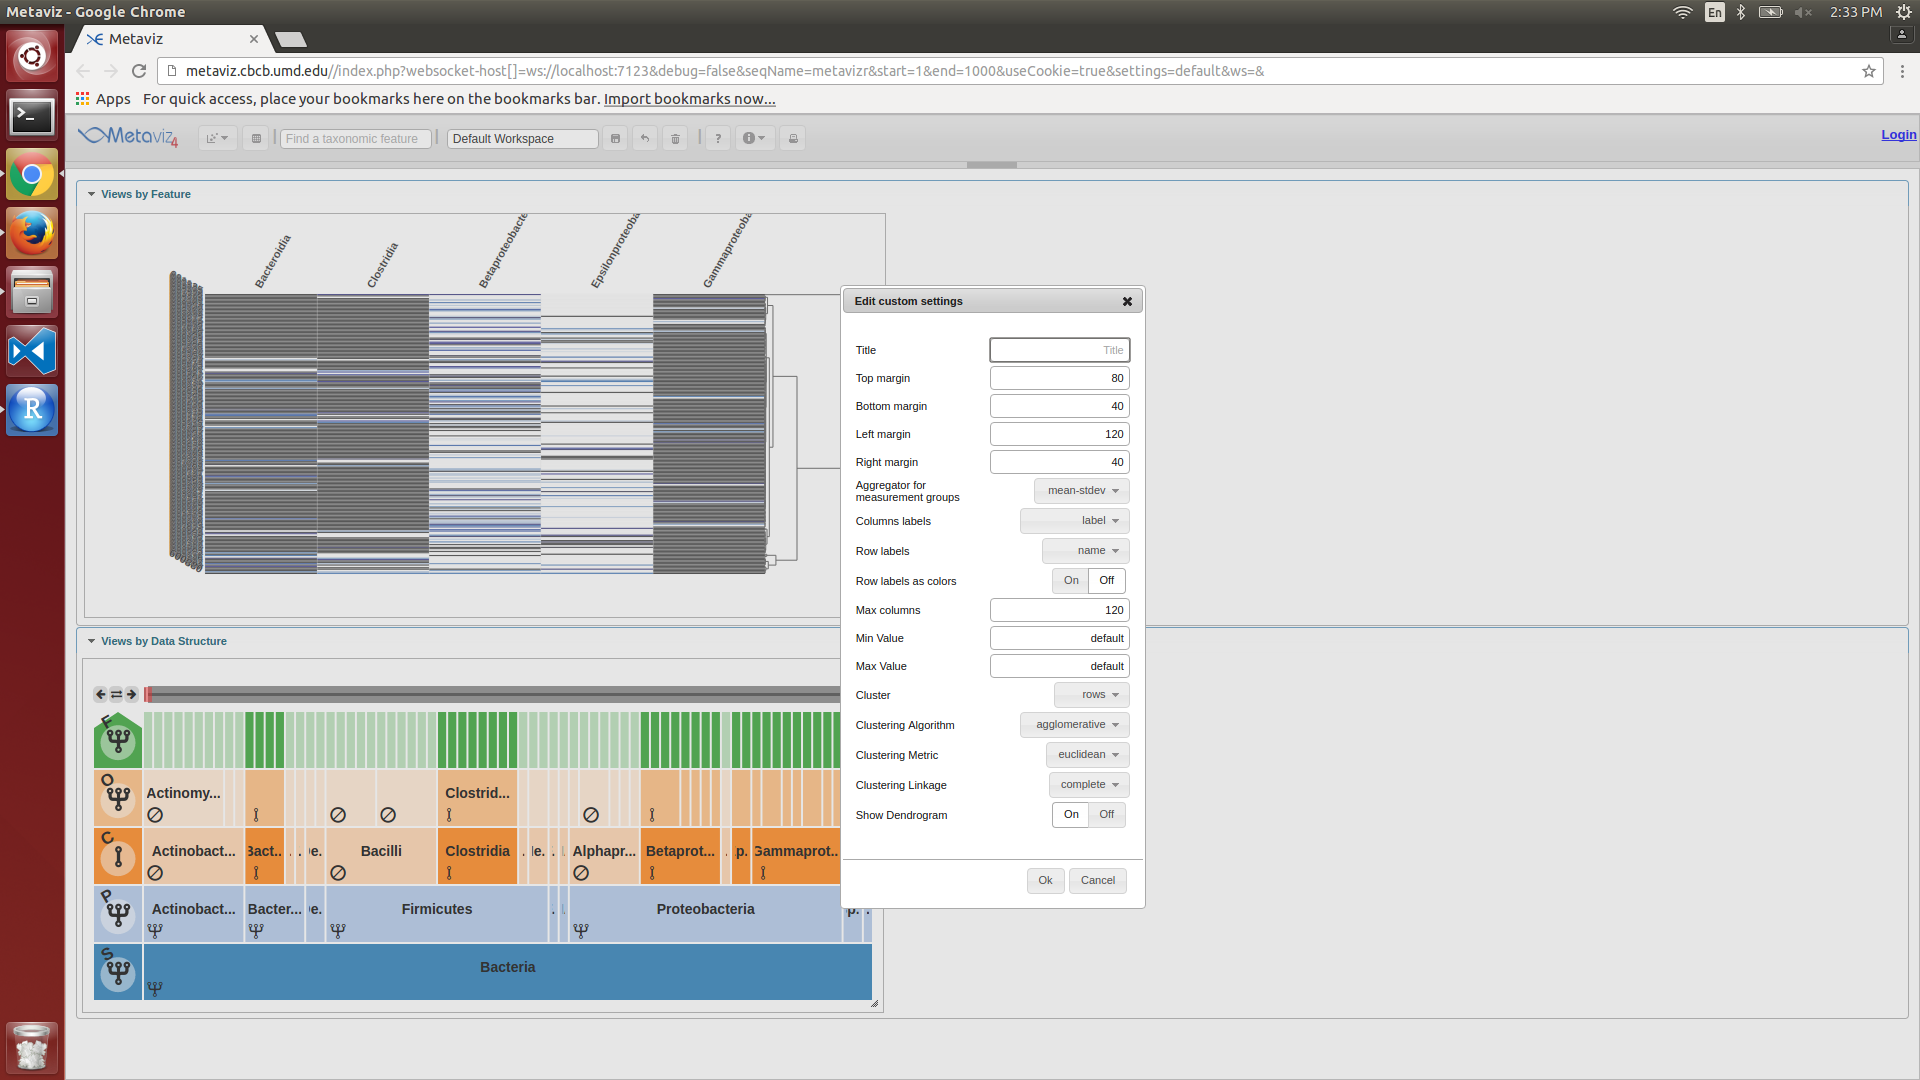 Metaviz - Google Chrome
En
2:33 PM
Metaviz
metaviz.cbcb.umd.edu//index.php?websocket-host[]=ws://localhost:7123&debug=false&seqName=metavizr&start=1&end=1000&useCookie=true&settings=default&ws=&
Apps
For quick access, place your bookmarks here on the bookmarks bar. Import bookmarks now...
Metaviz4
Find a taxonomic feature
Default Workspace
?
Login
Views by Feature
Bacteroidia
Clostridia
Betaproteobacte
Epsilonproteoba
Gammaproteoba
Edit custom settings
Title
Title
Top margin
80
Bottom margin
40
Left margin
120
Right margin
40
Aggregator for
measurement groups
mean-stdev
Columns labels
label
Row labels
name
Row labels as colors
On
Off
Max columns
120
Min Value
default
Max Value
default
Cluster
rows
Clustering Algorithm
agglomerative
Clustering Metric
euclidean
Clustering Linkage
complete
Show Dendrogram
On
Off
Ok
Cancel
Views by Data Structure
F
O
Actinomy...
Clostrid...
C
Actinobact...
Bact...
Bacilli
Clostridia
Alphapr...
Betaprot...
Gammaprot...
P
Actinobact...
Bacter...
Firmicutes
Proteobacteria
S
Bacteria
R